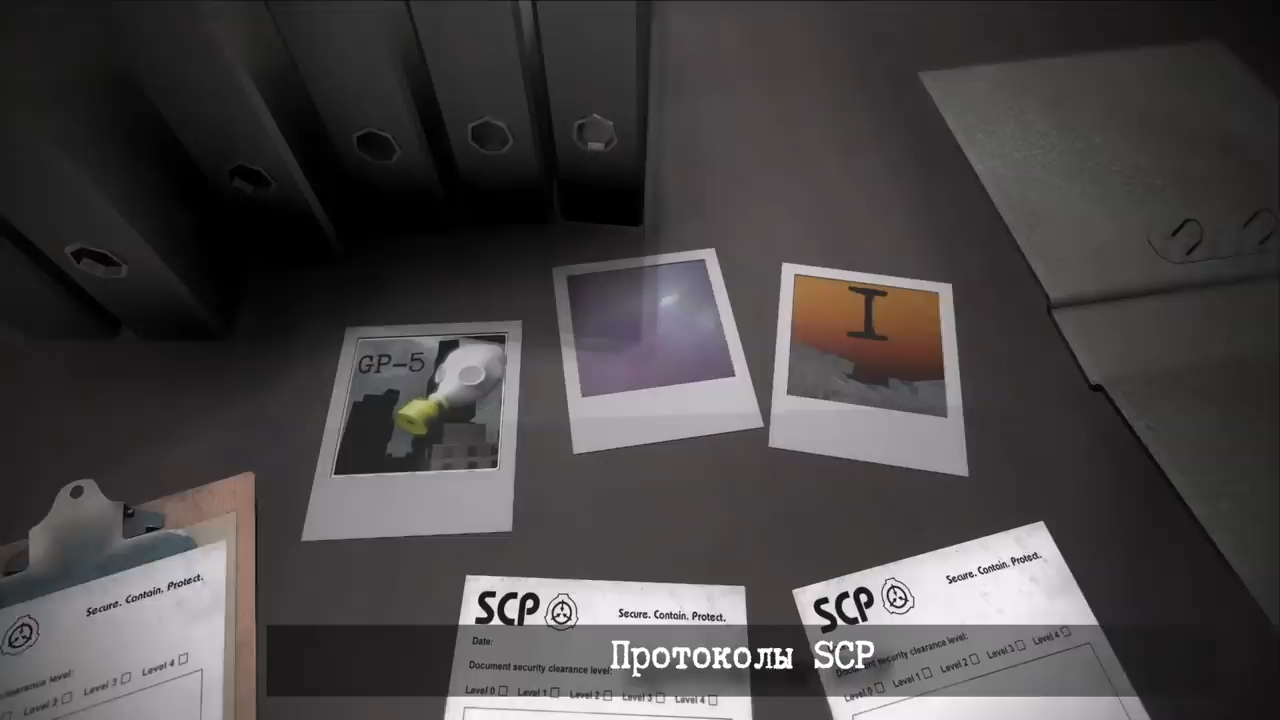 GP-5
I
Secure. Contain. Protect.
Level 4
Level 3
SCP
Secure. Contain. Protect.
Date:
Document security clearance level:
Level 0 Level 1 Level 2 Level 3 Level 4
SCP
Secure. Contain. Protect.
Document security clearance level:
Level 0 Level 1 Level 2 Level 3 Level 4
Протоколы SCP